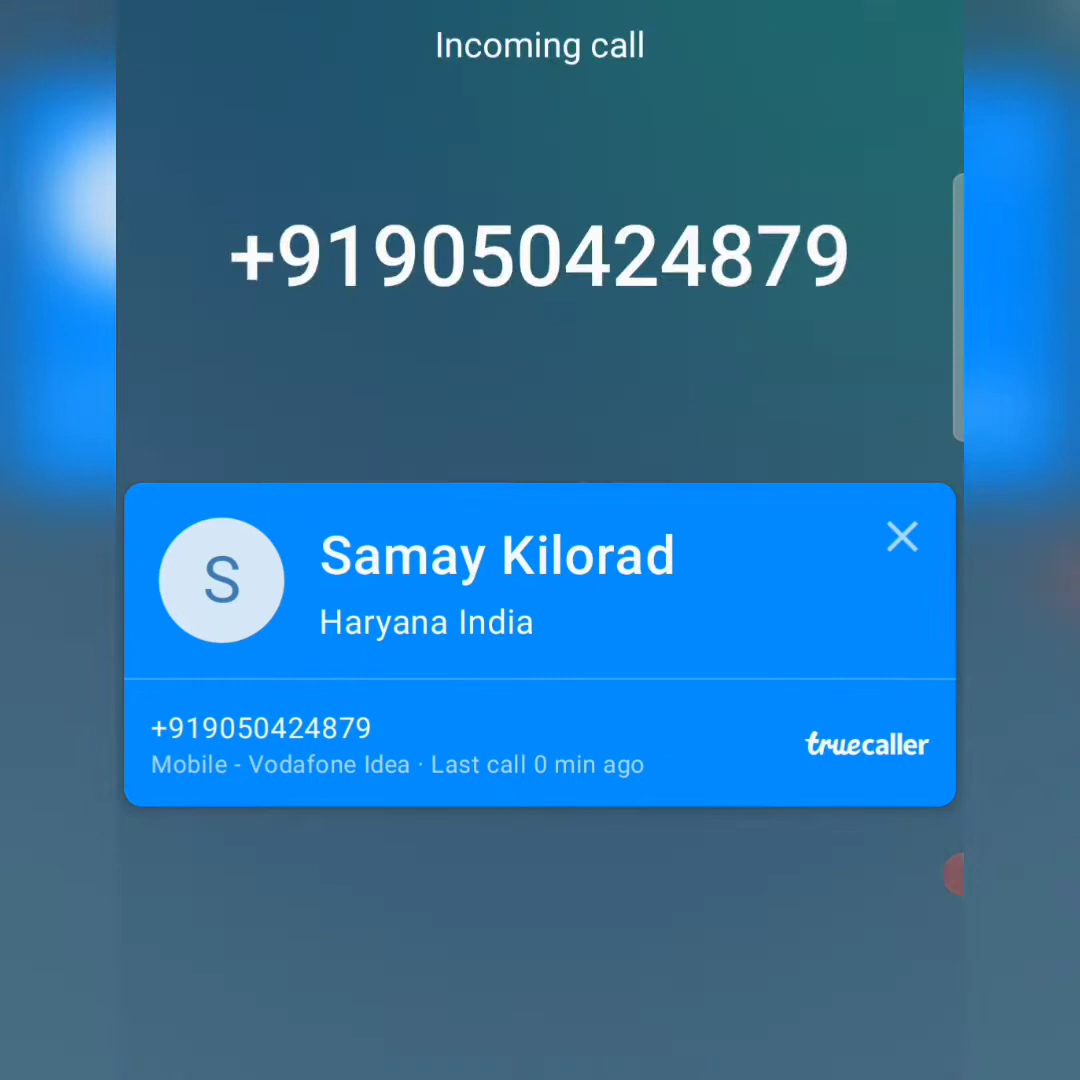 Incoming call
+919050424879
S
Samay Kilorad
Haryana India
+919050424879
Mobile - Vodafone Idea · Last call 0 min ago
truecaller